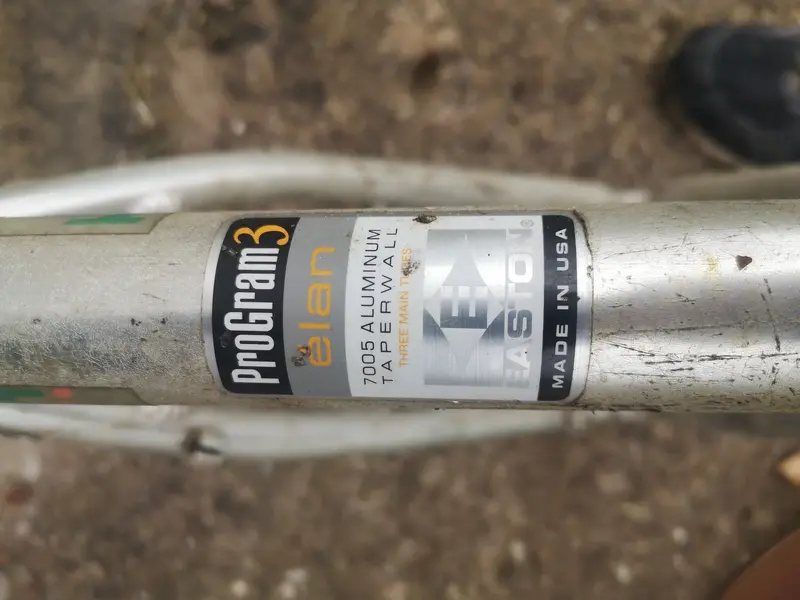 ProGram3
elan
7005 ALUMINUM
TAPERWALL
THREE MAIN TUBES
E
EASTON®
MADE IN USA